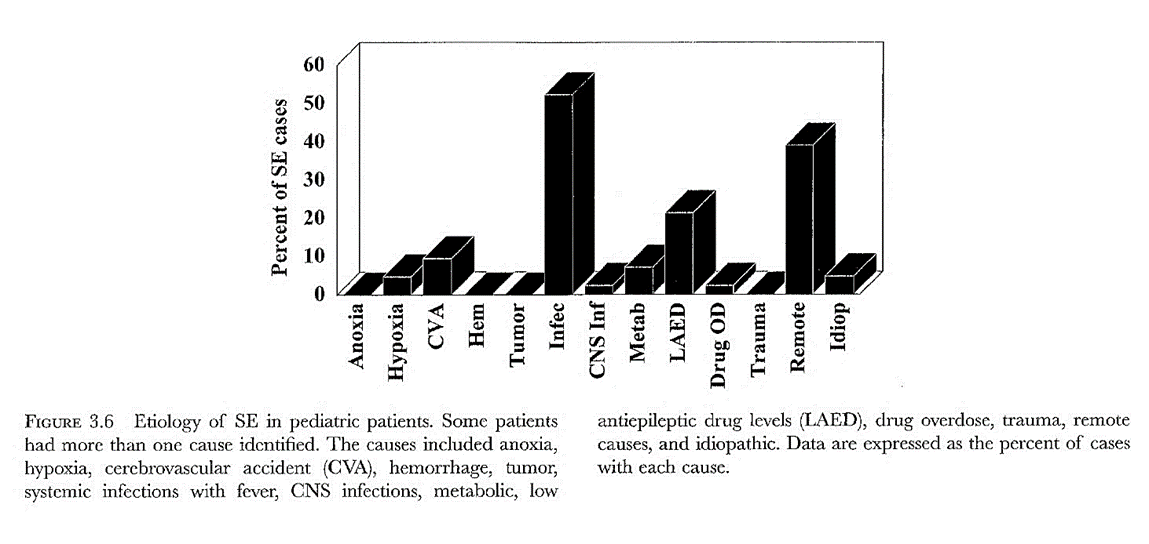 60
50
40
30
20
10
0
Percent of SE cases
Anoxia
Hypoxia
CVA
Hem
Tumor
Infec
CNS Inf
Metab
LAED
Drug OD
Trauma
Remote
Idiop
FIGURE 3.6 Etiology of SE in pediatric patients. Some patients
had more than one cause identified. The causes included anoxia,
hypoxia, cerebrovascular accident (CVA), hemorrhage, tumor,
systemic infections with fever, CNS infections, metabolic, low
antiepileptic drug levels (LAED), drug overdose, trauma, remote
causes, and idiopathic. Data are expressed as the percent of cases
with each cause.